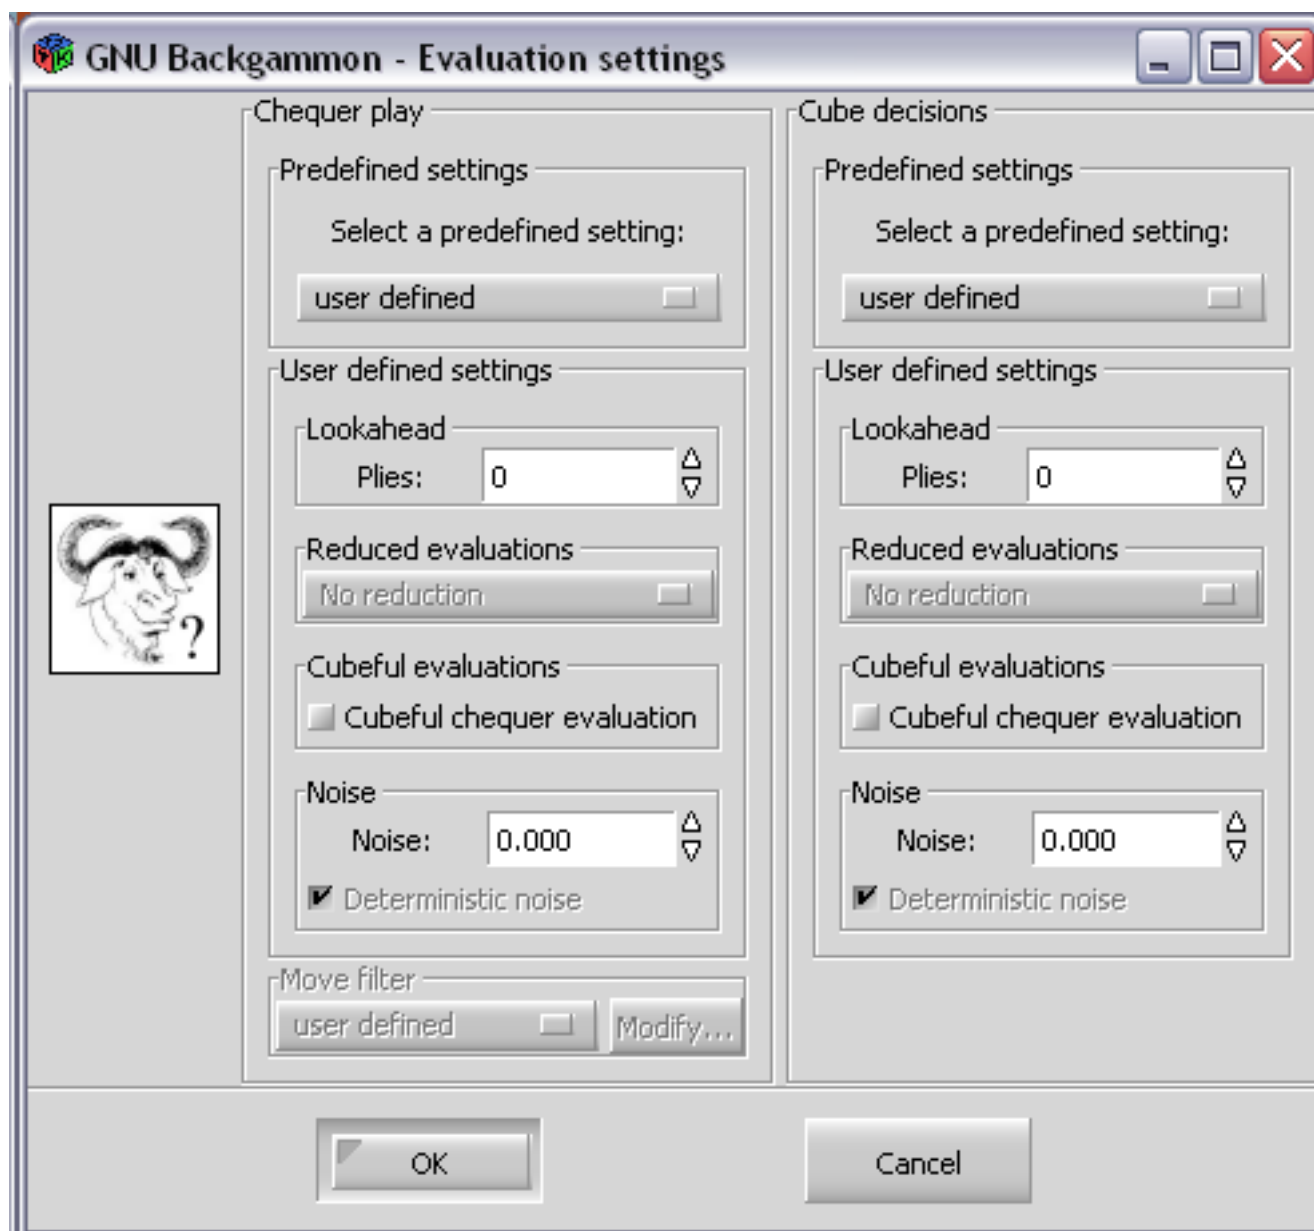 GNU Backgammon - Evaluation settings
Chequer play
Predefined settings
Select a predefined setting:
user defined
User defined settings
Lookahead
Plies: 0
Reduced evaluations
No reduction
Cubeful evaluations
Cubeful chequer evaluation
Noise
Noise: 0.000
Deterministic noise
Move filter
user defined Modify...
Cube decisions
Predefined settings
Select a predefined setting:
user defined
User defined settings
Lookahead
Plies: 0
Reduced evaluations
No reduction
Cubeful evaluations
Cubeful chequer evaluation
Noise
Noise: 0.000
Deterministic noise
?
OK Cancel